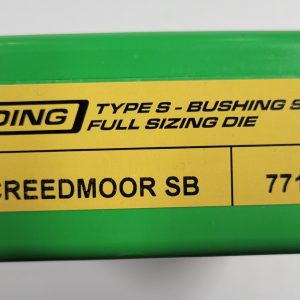 DING TYPE S - BUSHING S
FULL SIZING DIE
CREEDMOOR SB 771